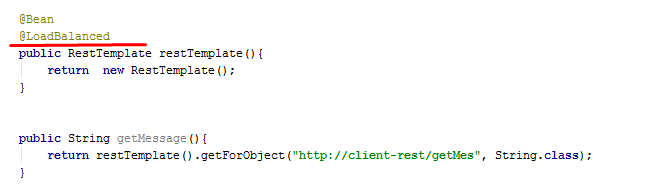 @Bean
@LoadBalanced
public RestTemplate restTemplate(){
    return  new RestTemplate();
}
public String getMessage(){
    return restTemplate().getForObject("http://client-rest/getMes", String.class);
}